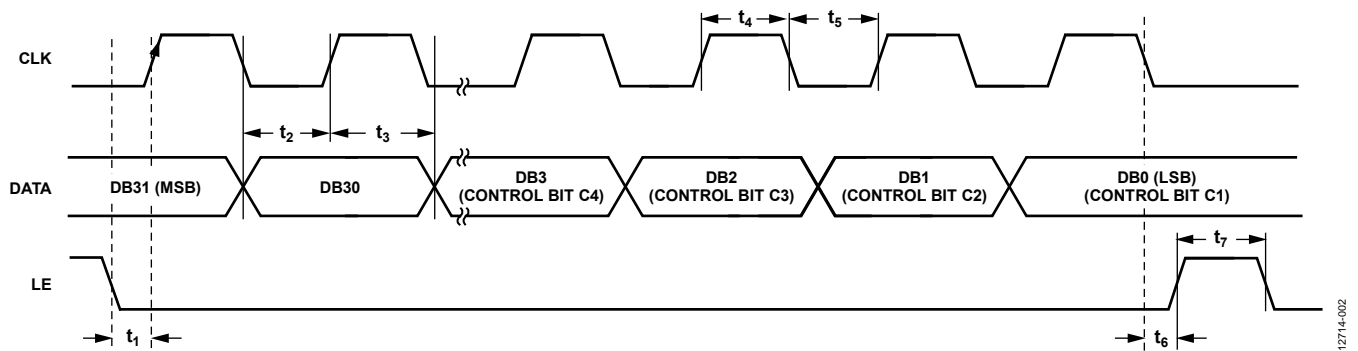 t4
t5
CLK
t2
t3
DATA
DB31 (MSB)
DB30
DB3
(CONTROL BIT C4)
DB2
(CONTROL BIT C3)
DB1
(CONTROL BIT C2)
DB0 (LSB)
(CONTROL BIT C1)
LE
t7
t1
t6
12714-002